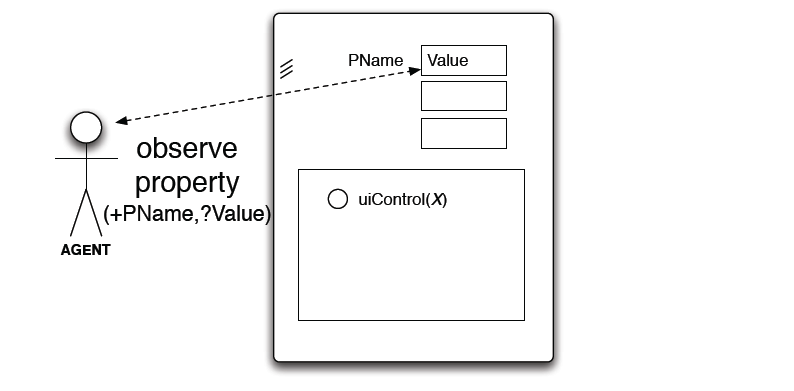 PName
Value
observe
property
(+PName,?Value)
uiControl(X)
AGENT